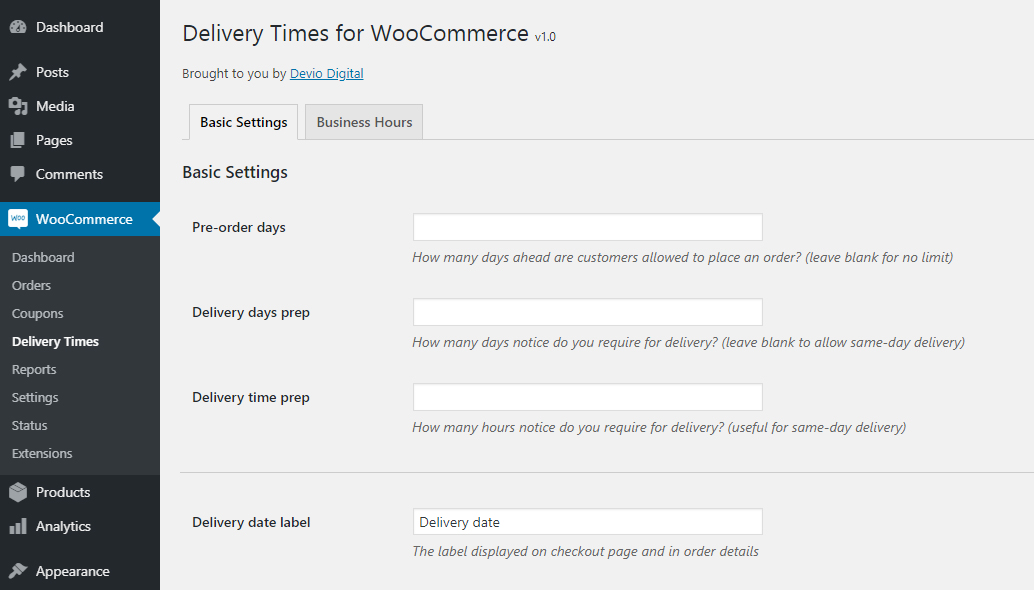 Dashboard
Posts
Media
Pages
Comments
Woo WooCommerce
Dashboard
Orders
Coupons
Delivery Times
Reports
Settings
Status
Extensions
Products
Analytics
Appearance
Delivery Times for WooCommerce v1.0
Brought to you by Devio Digital
Basic Settings
Business Hours
Basic Settings
Pre-order days
How many days ahead are customers allowed to place an order? (leave blank for no limit)
Delivery days prep
How many days notice do you require for delivery? (leave blank to allow same-day delivery)
Delivery time prep
How many hours notice do you require for delivery? (useful for same-day delivery)
Delivery date label
Delivery date
The label displayed on checkout page and in order details